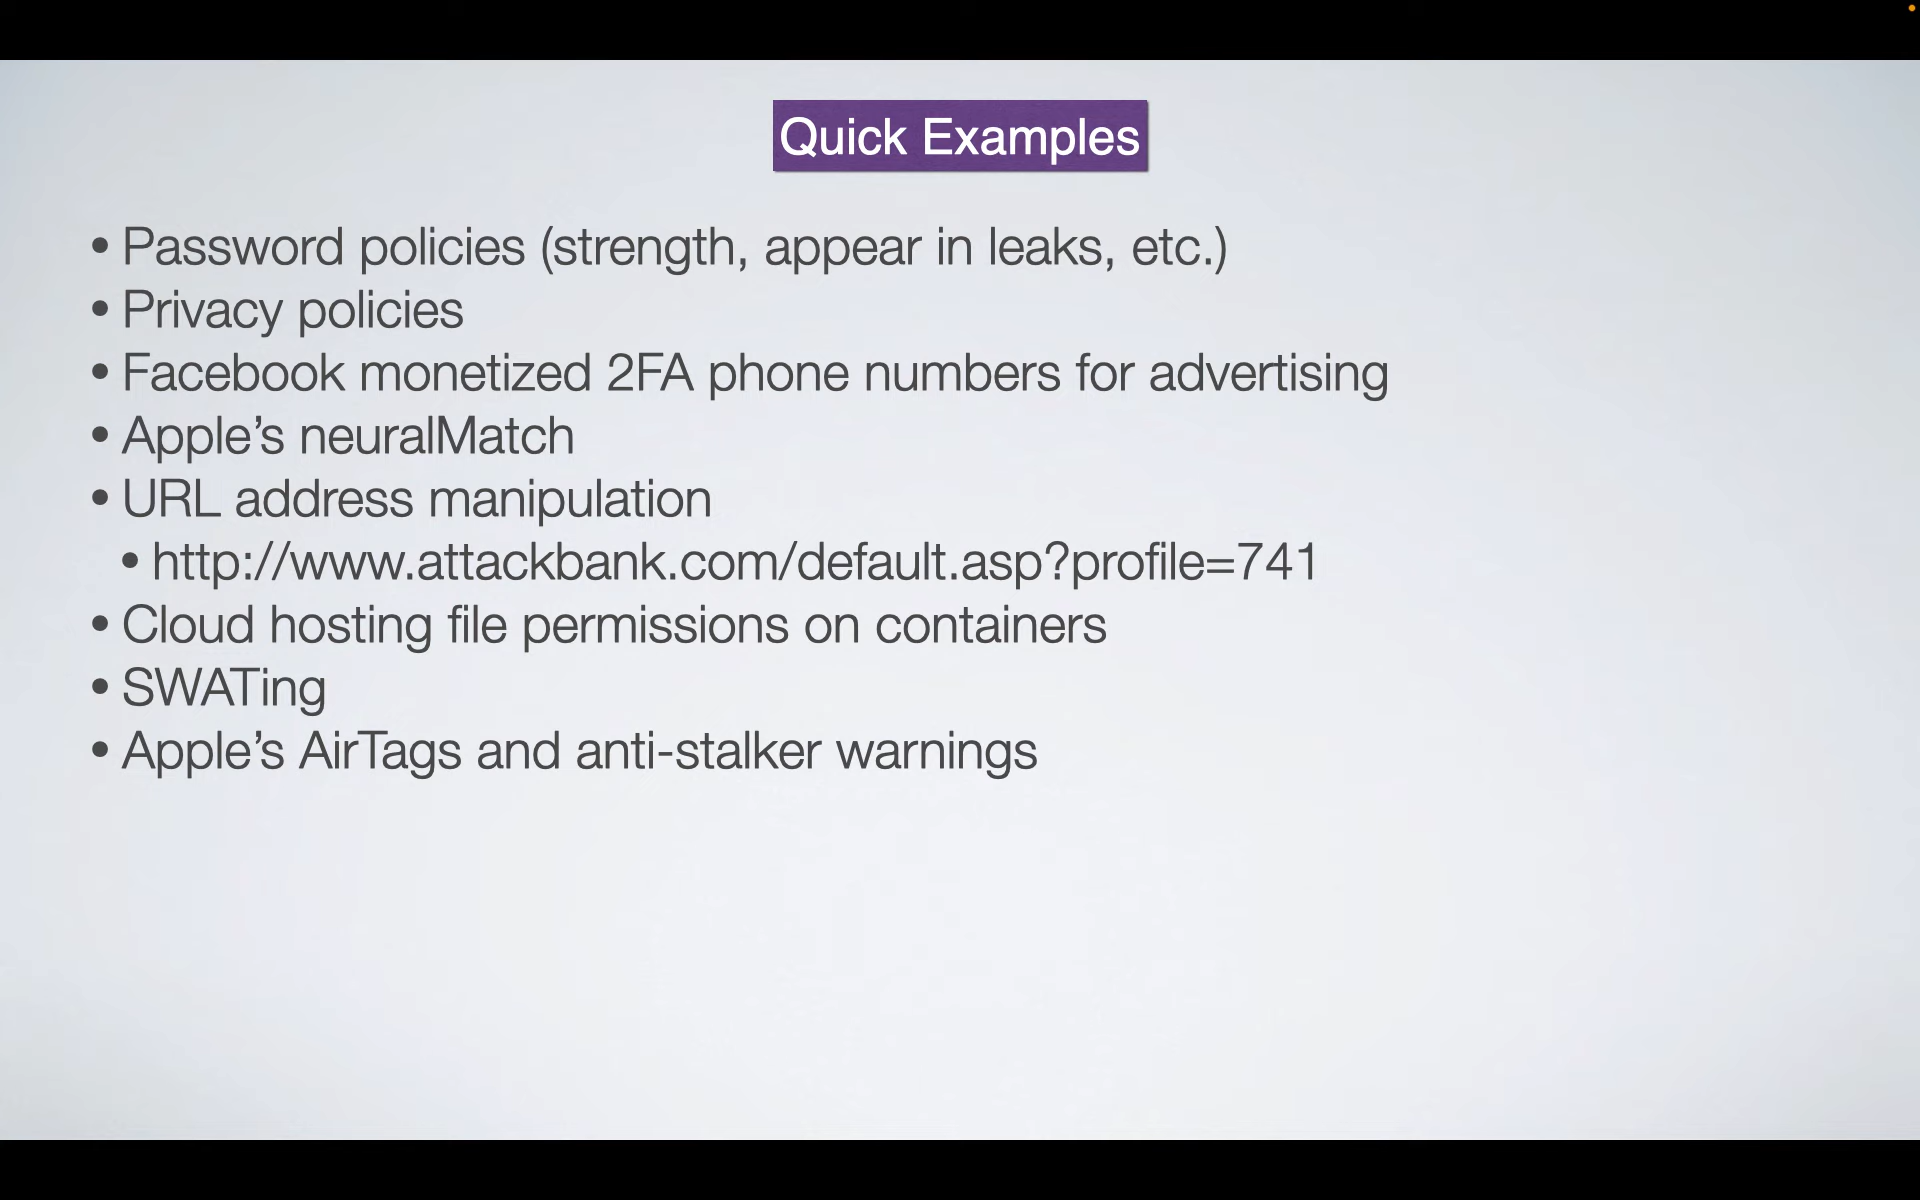 Quick Examples
• Password policies (strength, appear in leaks, etc.)
• Privacy policies
• Facebook monetized 2FA phone numbers for advertising
• Apple’s neuralMatch
• URL address manipulation
• http://www.attackbank.com/default.asp?profile=741
• Cloud hosting file permissions on containers
• SWATing
• Apple’s AirTags and anti-stalker warnings